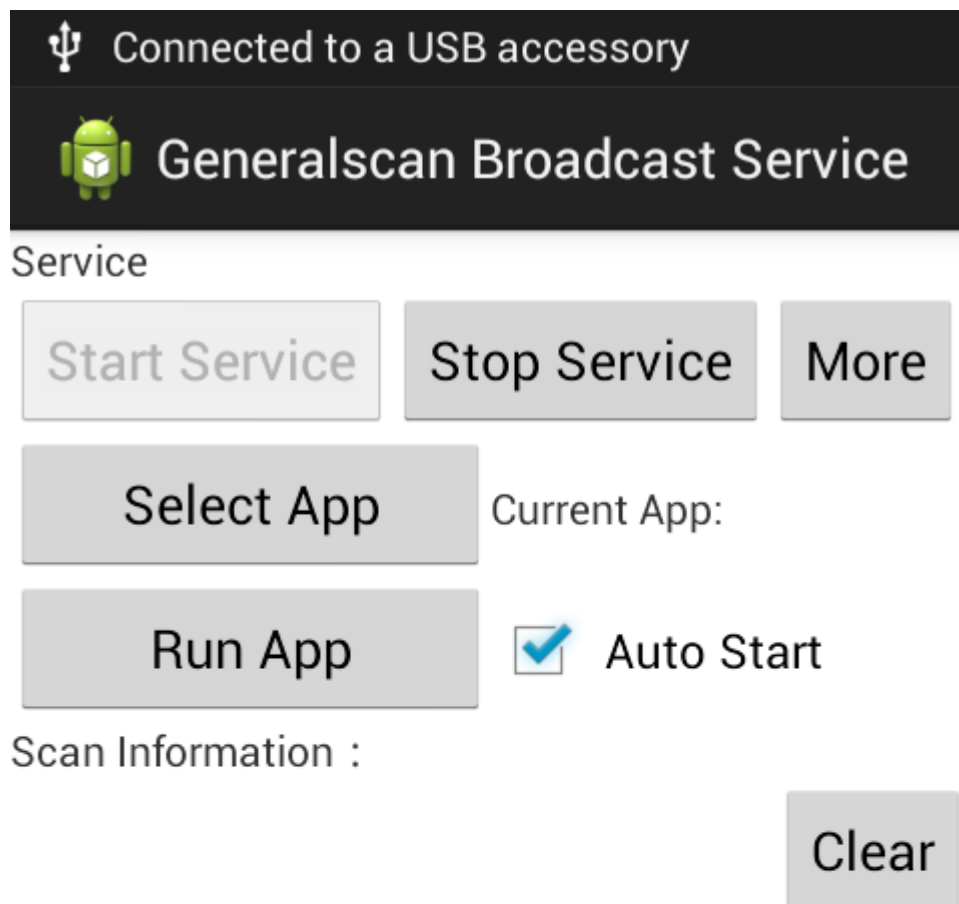 Connected to a USB accessory
Generalscan Broadcast Service
Service
Start Service Stop Service More
Select App Current App:
Run App Auto Start
Scan Information :
Clear